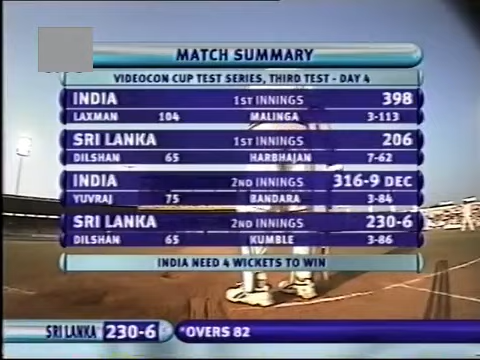 MATCH SUMMARY
VIDEOCON CUP TEST SERIES, THIRD TEST - DAY 4
INDIA 1ST INNINGS 398
LAXMAN 104 MALINGA 3-113
SRI LANKA 1ST INNINGS 206
DILSHAN 65 HARBHAJAN 7-62
INDIA 2ND INNINGS 316-9 DEC
YUVRAJ 75 BANDARA 3-84
SRI LANKA 2ND INNINGS 230-6
DILSHAN 65 KUMBLE 3-86
INDIA NEED 4 WICKETS TO WIN
SRI LANKA 230-6 *OVERS 82